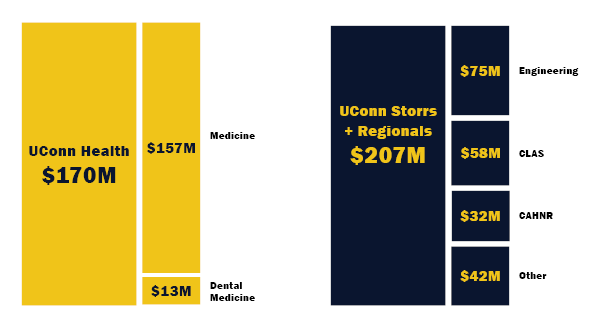 UConn Health
$170M
$157M
Medicine
$13M
Dental
Medicine
UConn Storrs
+ Regionals
$207M
$75M
Engineering
$58M
CLAS
$32M
CAHNR
$42M
Other